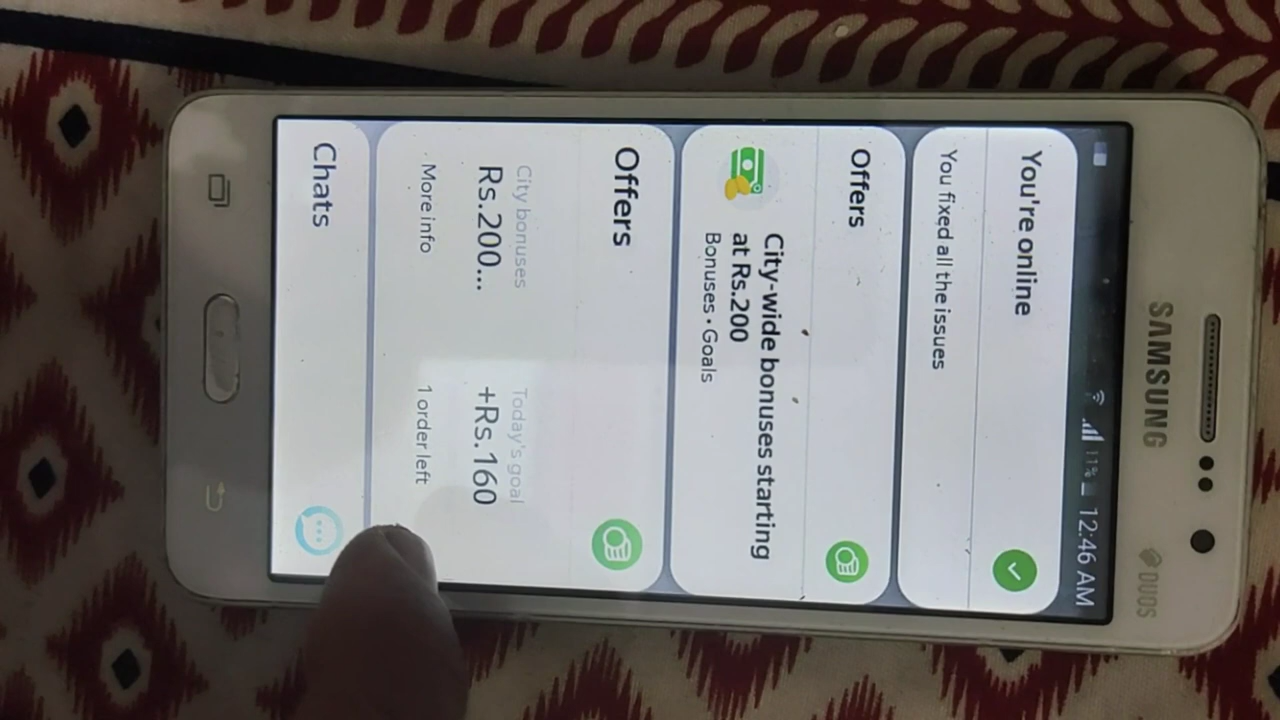 SAMSUNG
DUOS
11% 12:46 AM
You're online
You fixed all the issues
Offers
City-wide bonuses starting
at Rs.200
Bonuses • Goals
Offers
City bonuses Today's goal
Rs.200... +Rs.160
More info 1 order left
Chats